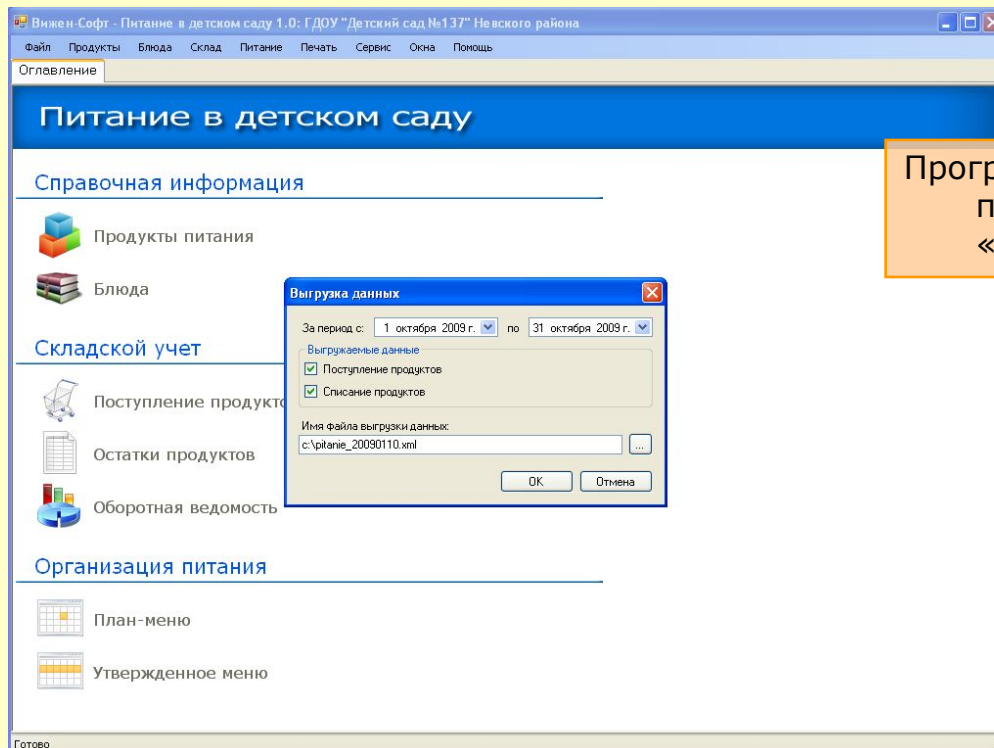 Вижен-Софт - Питание в детском саду 1.0: ГДОУ "Детский сад №137" Невского района
Файл Продукты Блюда Склад Питание Печать Сервис Окна Помощь
Оглавление
Питание в детском саду
Прогр
п
«
Справочная информация
Продукты питания
Блюда
Складской учет
Поступление продукто
Остатки продуктов
Оборотная ведомость
Выгрузка данных
За период с: 1 октября 2009 г. по 31 октября 2009 г.
Выгружаемые данные
Поступление продуктов
Списание продуктов
Имя файла выгрузки данных:
c:\pitanie_20090110.xml
...
OK Отмена
Организация питания
План-меню
Утвержденное меню
Готово